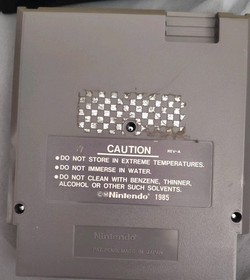 CAUTION REV-A
• DO NOT STORE IN EXTREME TEMPERATURES.
• DO NOT IMMERSE IN WATER.
• DO NOT CLEAN WITH BENZENE, THINNER,
ALCOHOL OR OTHER SUCH SOLVENTS.
©®Nintendo® 1985
Nintendo